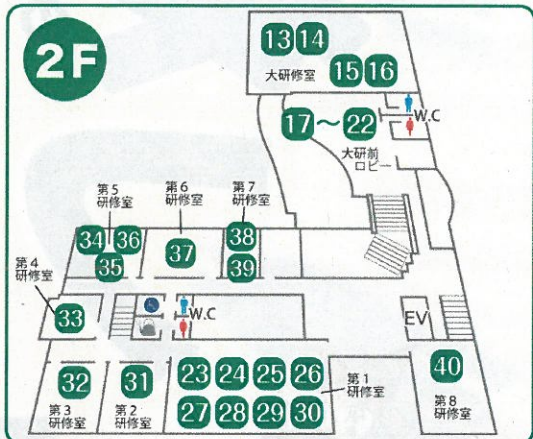 2F
13 14
大研修室
15 16
17～22
W.C
大研前
ロビー
第5
研修室
第6
研修室
第7
研修室
34 36
35
37
38
39
第4
研修室
33
W.C
EV
32
31
23 24 25 26
27 28 29 30
第1
研修室
40
第3
研修室
第2
研修室
第8
研修室